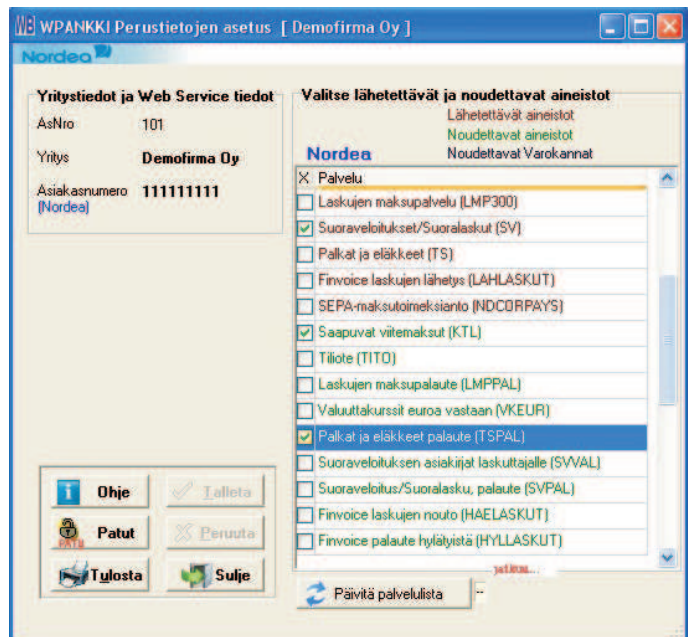 WPANKKI Perustietojen asetus [ Demofirma Oy ]
Nordea
Yritystiedot ja Web Service tiedot
AsNro 101
Yritys Demofirma Oy
Asiakasnumero 111111111
(Nordea)
Valitse lähetettävät ja noudettavat aineistot
Lähetettävät aineistot
Noudettavat aineistot
Nordea Noudettavat Varokannat
X Palvelu
Laskujen maksupalvelu (LMP300)
Suoraveloitukset/Suoralaskut (SV)
Palkat ja eläkkeet (TS)
Finvoice laskujen lähetys (LAHLASKUT)
SEPA-maksutoimeksianto (NDCORPAYS)
Saapuvat viitemaksut (KTL)
Tiliote (TITO)
Laskujen maksupalaute (LMPPAL)
Valuuttakurssit euroa vastaan (VKEUR)
Palkat ja eläkkeet palaute (TSPAL)
Suoraveloituksen asiakirjat laskuttajalle (SVVAL)
Suoraveloitus/Suoralasku, palaute (SVPAL)
Finvoice laskujen nouto (HAELASKUT)
Finvoice palaute hylätyistä (HYLLASKUT)
jatkuu...
Ohje Talleta
Patut Peruuta
PATU
Tulosta Sulje
Päivitä palvelulista --